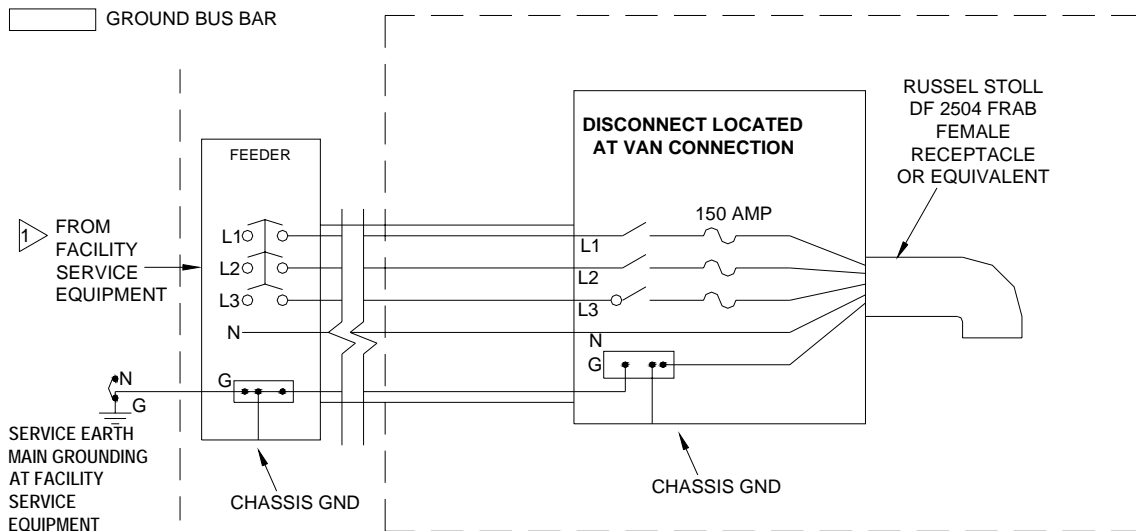 GROUND BUS BAR
RUSSEL STOLL
DF 2504 FRAB
FEMALE
RECEPTACLE
OR EQUIVALENT
DISCONNECT LOCATED
AT VAN CONNECTION
FEEDER
150 AMP
1
FROM
FACILITY
SERVICE
EQUIPMENT
L1
L2
L3
N
G
L1
L2
L3
N
G
N
G
SERVICE EARTH
MAIN GROUNDING
AT FACILITY
SERVICE
EQUIPMENT
CHASSIS GND
CHASSIS GND